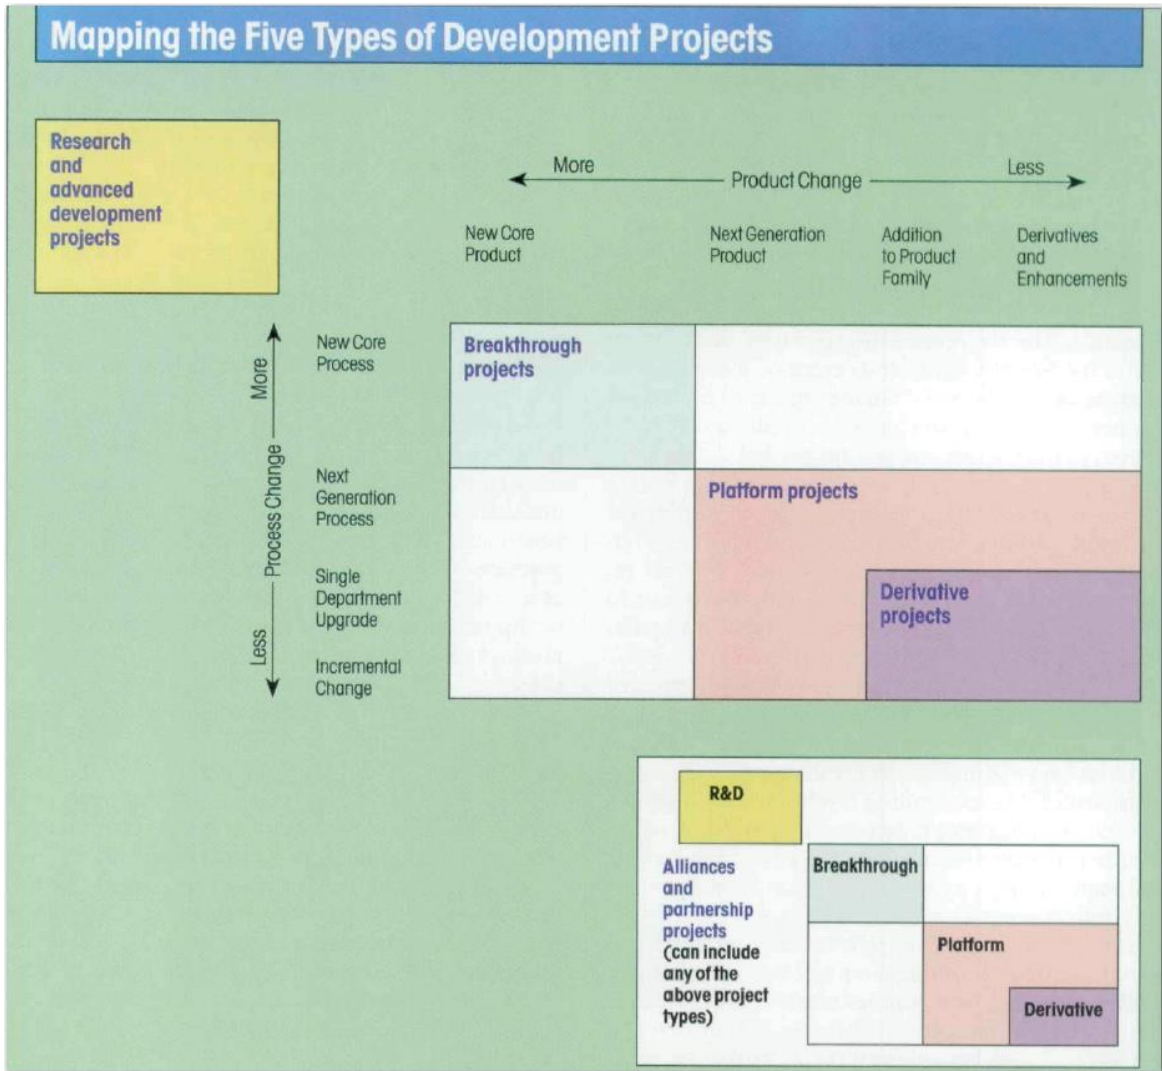 Mapping the Five Types of Development Projects
Research
and
advanced
development
projects
More
Product Change
Less
New Core
Product
Next Generation
Product
Addition
to Product
Family
Derivatives
and
Enhancements
More
Process Change
Less
New Core
Process
Next
Generation
Process
Single
Department
Upgrade
Incremental
Change
Breakthrough
projects
Platform projects
Derivative
projects
R&D
Alliances
and
partnership
projects
(can include
any of the
above project
types)
Breakthrough
Platform
Derivative